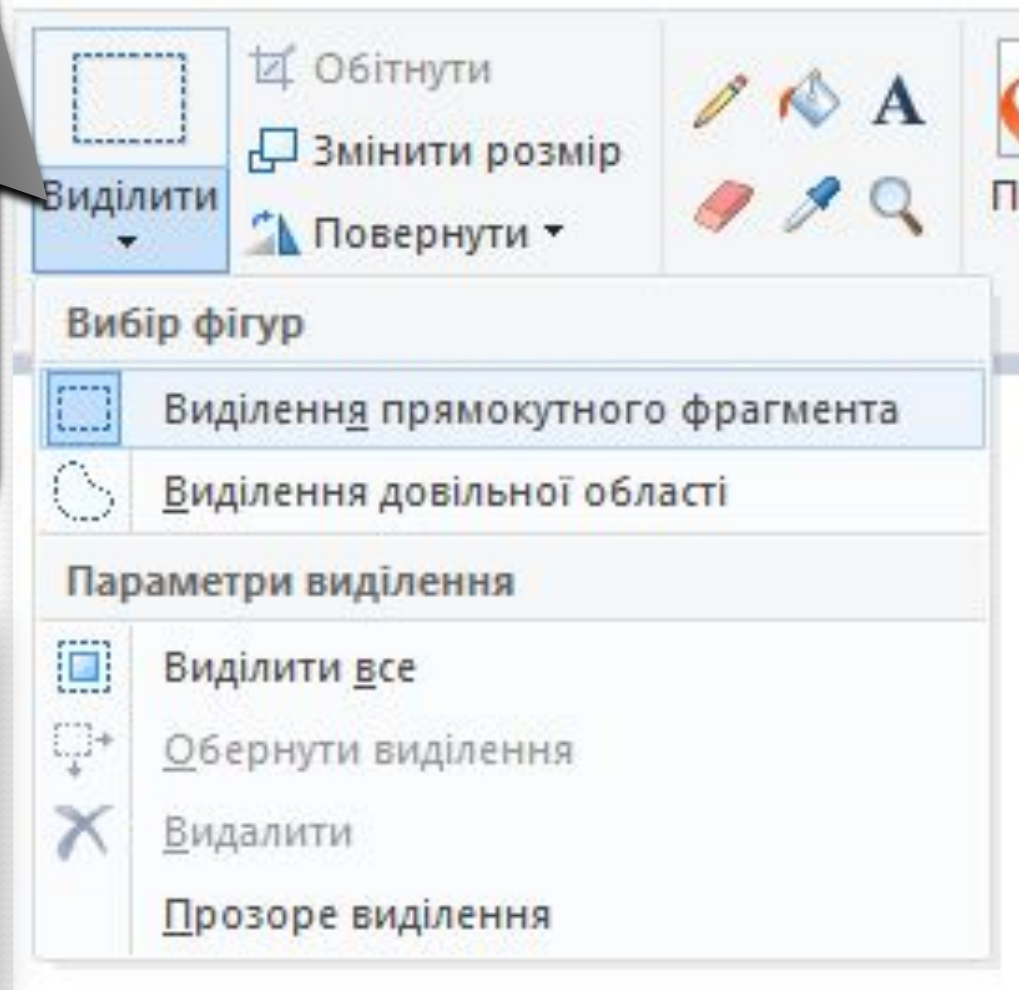 Виділити
Обітнути
Змінити розмір
Повернути
A
Вибір фігур
Виділення прямокутного фрагмента
Виділення довільної області
Параметри виділення
Виділити все
Обернути виділення
Видалити
Прозоре виділення